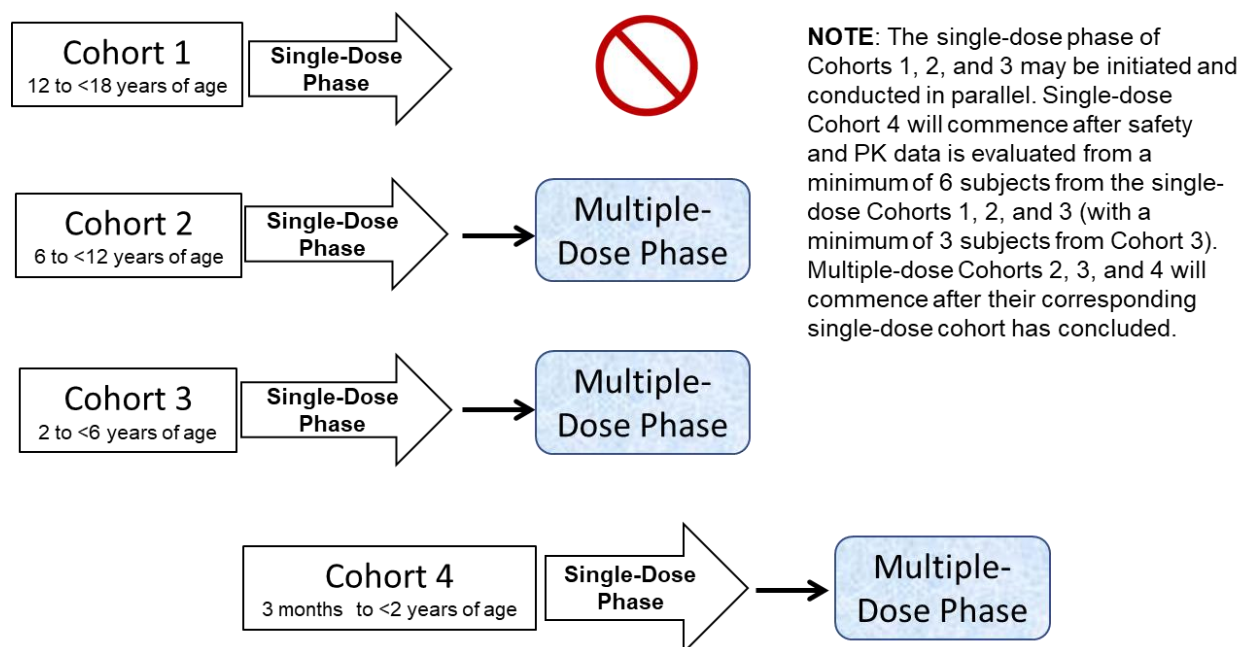 Cohort 1
12 to <18 years of age
Single-Dose
Phase
NOTE: The single-dose phase of
Cohorts 1, 2, and 3 may be initiated and
conducted in parallel. Single-dose
Cohort 4 will commence after safety
and PK data is evaluated from a
minimum of 6 subjects from the single-
dose Cohorts 1, 2, and 3 (with a
minimum of 3 subjects from Cohort 3).
Multiple-dose Cohorts 2, 3, and 4 will
commence after their corresponding
single-dose cohort has concluded.
Cohort 2
6 to <12 years of age
Single-Dose
Phase
Multiple-
Dose Phase
Cohort 3
2 to <6 years of age
Single-Dose
Phase
Multiple-
Dose Phase
Cohort 4
3 months to <2 years of age
Single-Dose
Phase
Multiple-
Dose Phase